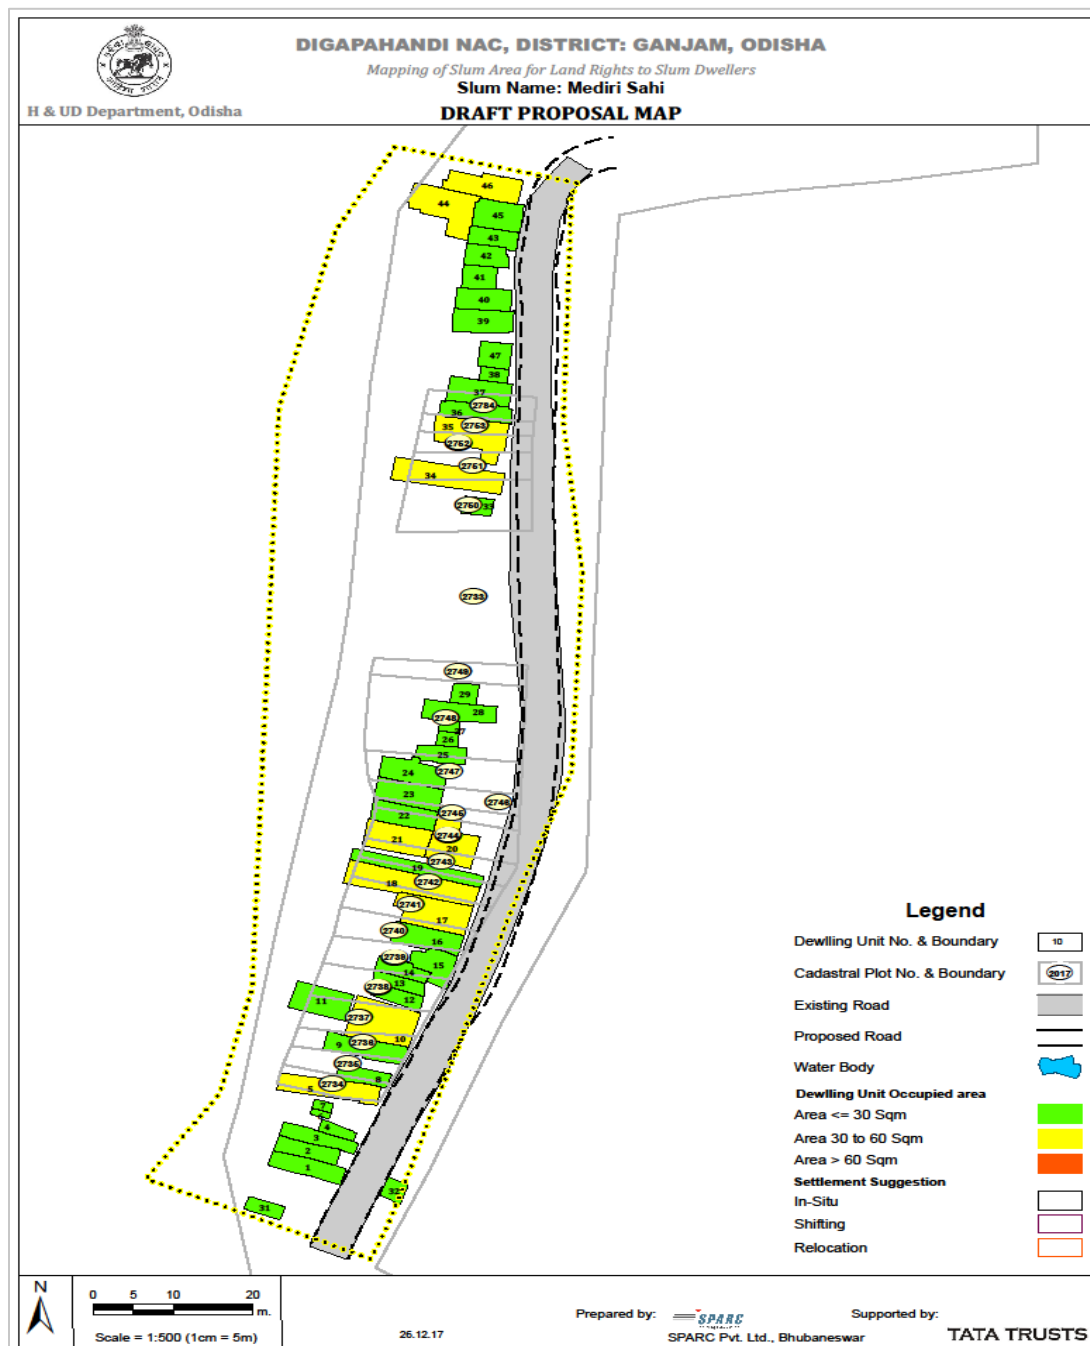 DIGAPAHANDI NAC, DISTRICT: GANJAM, ODISHA
Mapping of Slum Area for Land Rights to Slum Dwellers
Slum Name: Mediri Sahi
H & UD Department, Odisha
DRAFT PROPOSAL MAP
46
44
45
43
42
41
40
39
47
38
37
2784
36
35
2753
2752
2751
34
2750
33
2733
2749
29
28
2748
27
26
25
24
2747
23
2746
22
2745
21
2744
20
2743
19
18
2742
2741
17
2740
16
2739
15
14
13
2738
12
11
2737
10
9
2736
2735
8
5
2734
7
4
3
2
1
32
31
Legend
Dewlling Unit No. & Boundary
10
Cadastral Plot No. & Boundary
2017
Existing Road
Proposed Road
Water Body
Dewlling Unit Occupied area
Area <= 30 Sqm
Area 30 to 60 Sqm
Area > 60 Sqm
Settlement Suggestion
In-Situ
Shifting
Relocation
N
0 5 10 20
m.
Scale = 1:500 (1cm = 5m)
26.12.17
Prepared by:
SPARC
SPARC Pvt. Ltd., Bhubaneswar
Supported by:
TATA TRUSTS